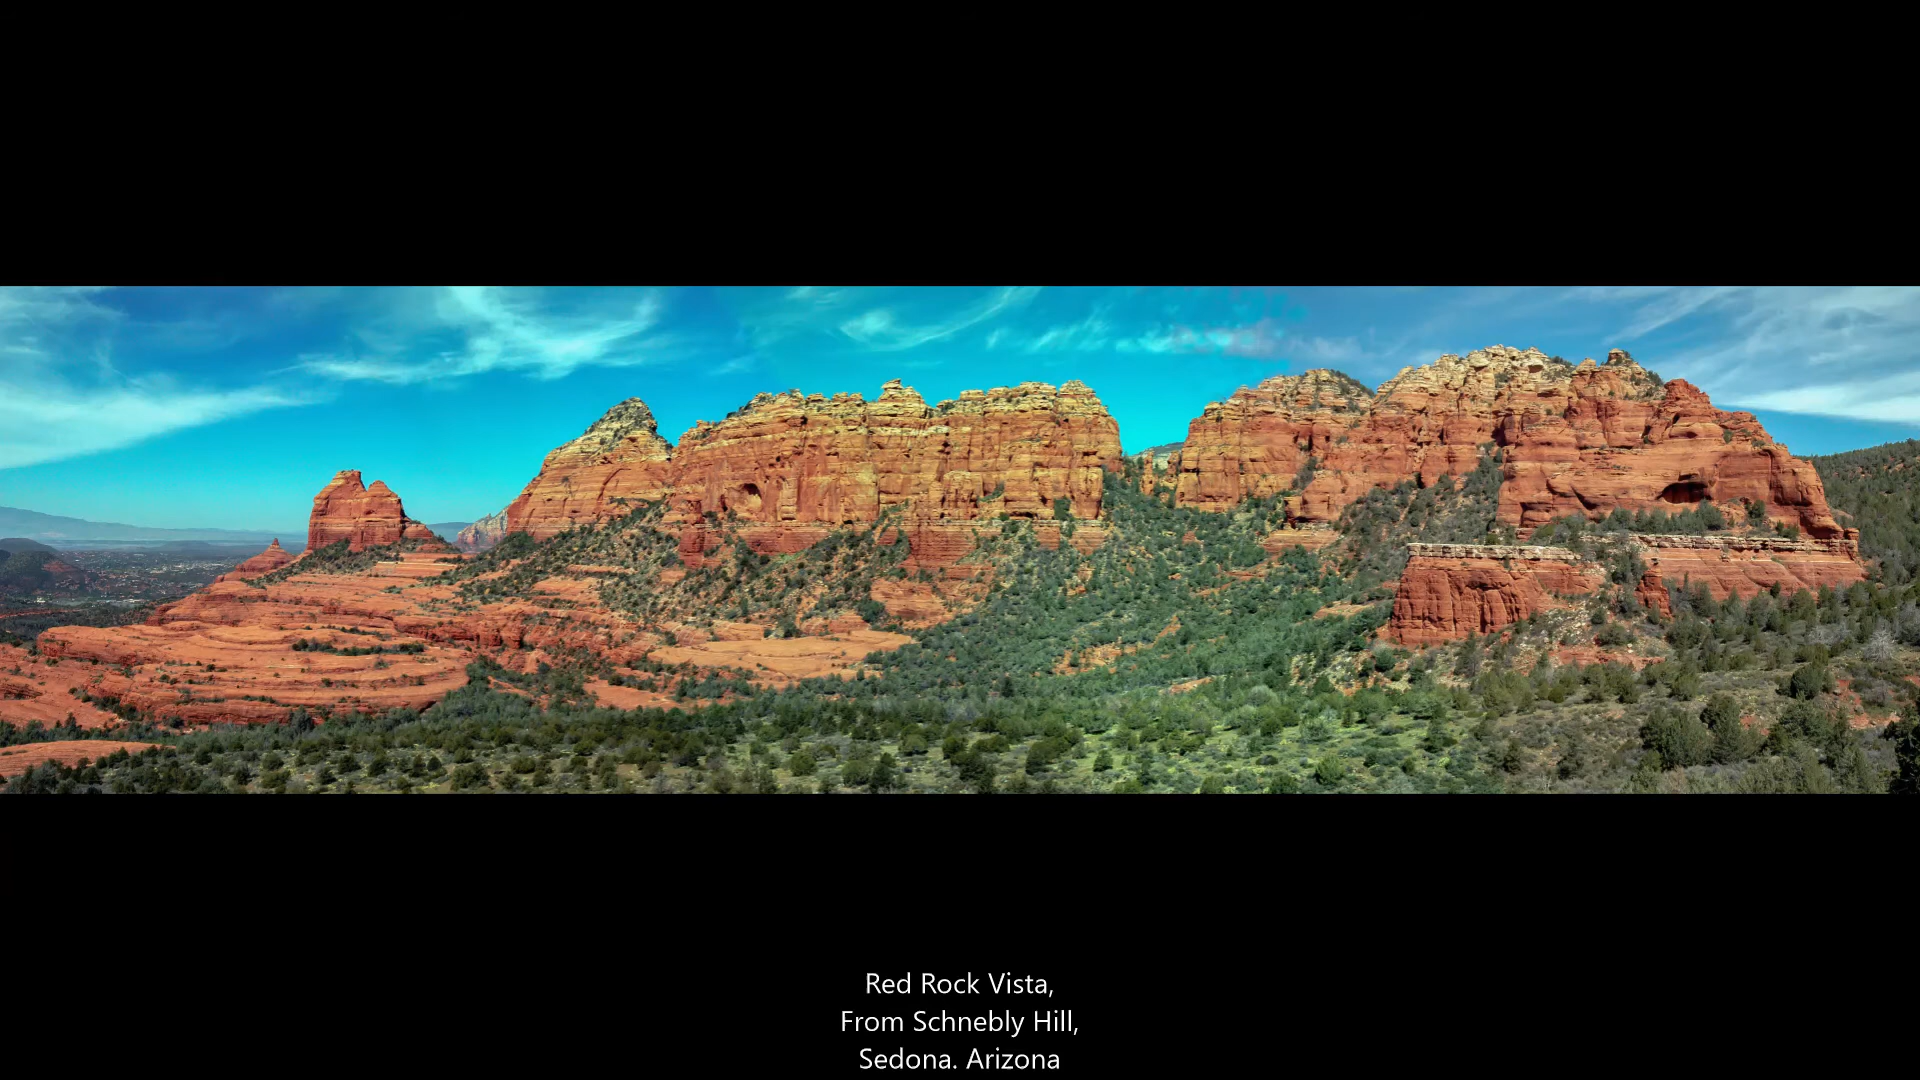 Red Rock Vista,
From Schnebly Hill,
Sedona. Arizona